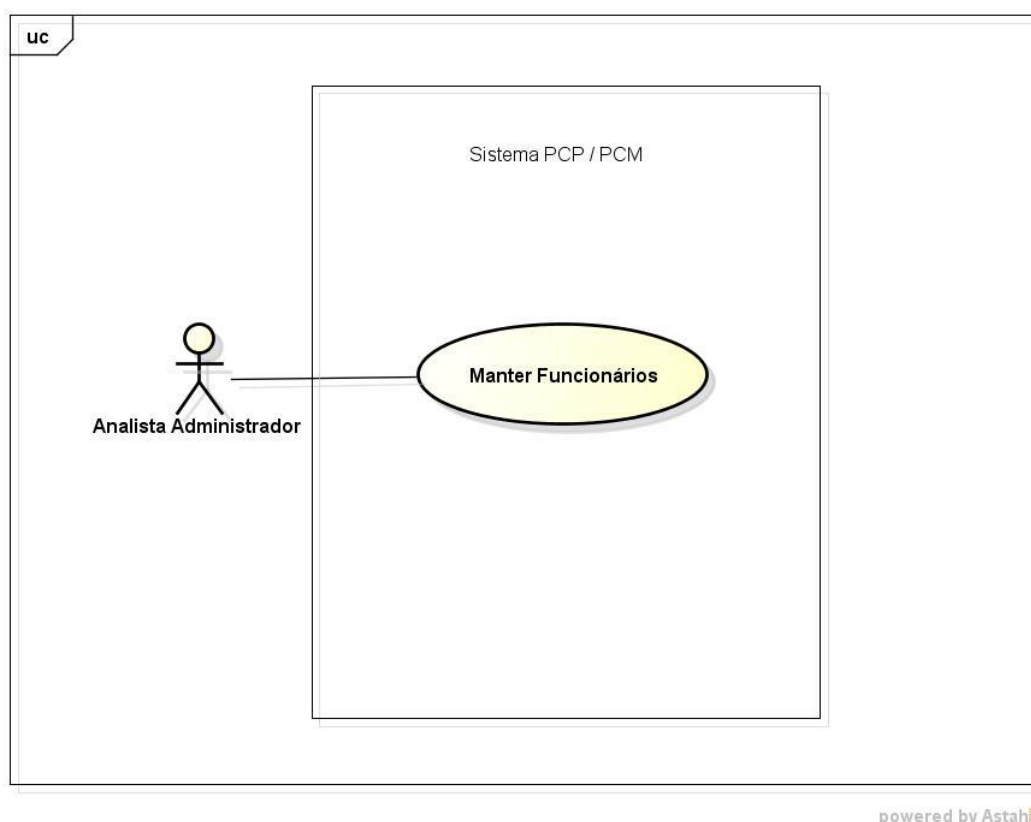 uc
Sistema PCP / PCM
Manter Funcionários
Analista Administrador
powered by Astah